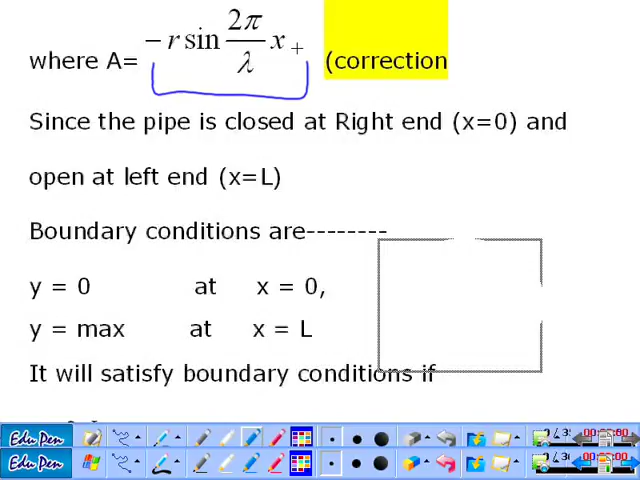 where A= − r sin 2π/λ x + (correction
Since the pipe is closed at Right end (x=0) and
open at left end (x=L)
Boundary conditions are--------
y = 0 at x = 0,
y = max at x = L
It will satisfy boundary conditions if
Edu Pen
Edu Pen